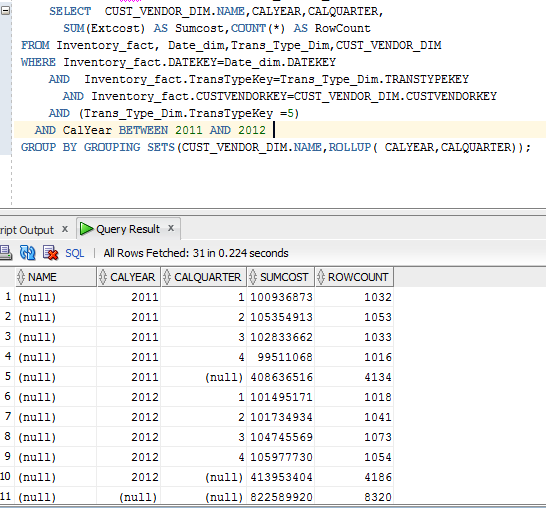 SELECT CUST_VENDOR_DIM.NAME,CALYEAR,CALQUARTER,
SUM(Extcost) AS Sumcost,COUNT(*) AS RowCount
FROM Inventory_fact, Date_dim,Trans_Type_Dim,CUST_VENDOR_DIM
WHERE Inventory_fact.DATEKEY=Date_dim.DATEKEY
AND Inventory_fact.TransTypeKey=Trans_Type_Dim.TRANSTYPEKEY
AND Inventory_fact.CUSTVENDORKEY=CUST_VENDOR_DIM.CUSTVENDORKEY
AND (Trans_Type_Dim.TransTypeKey =5)
AND CalYear BETWEEN 2011 AND 2012
GROUP BY GROUPING SETS(CUST_VENDOR_DIM.NAME,ROLLUP( CALYEAR,CALQUARTER));
ript Output x Query Result x
SQL | All Rows Fetched: 31 in 0.224 seconds
NAME CALYEAR CALQUARTER SUMCOST ROWCOUNT
1 (null) 2011 1 100936873 1032
2 (null) 2011 2 105354913 1053
3 (null) 2011 3 102833662 1033
4 (null) 2011 4 99511068 1016
5 (null) 2011 (null) 408636516 4134
6 (null) 2012 1 101495171 1018
7 (null) 2012 2 101734934 1041
8 (null) 2012 3 104745569 1073
9 (null) 2012 4 105977730 1054
10 (null) 2012 (null) 413953404 4186
11 (null) (null) (null) 822589920 8320